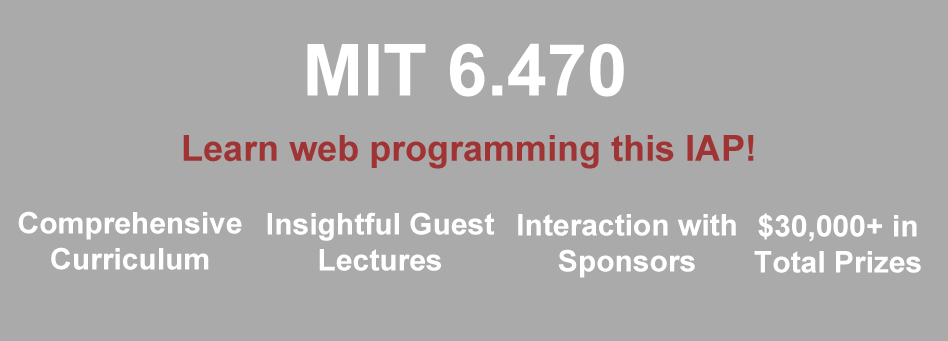 MIT 6.470
Learn web programming this IAP!
Comprehensive
Curriculum
Insightful Guest
Lectures
Interaction with
Sponsors
$30,000+ in
Total Prizes